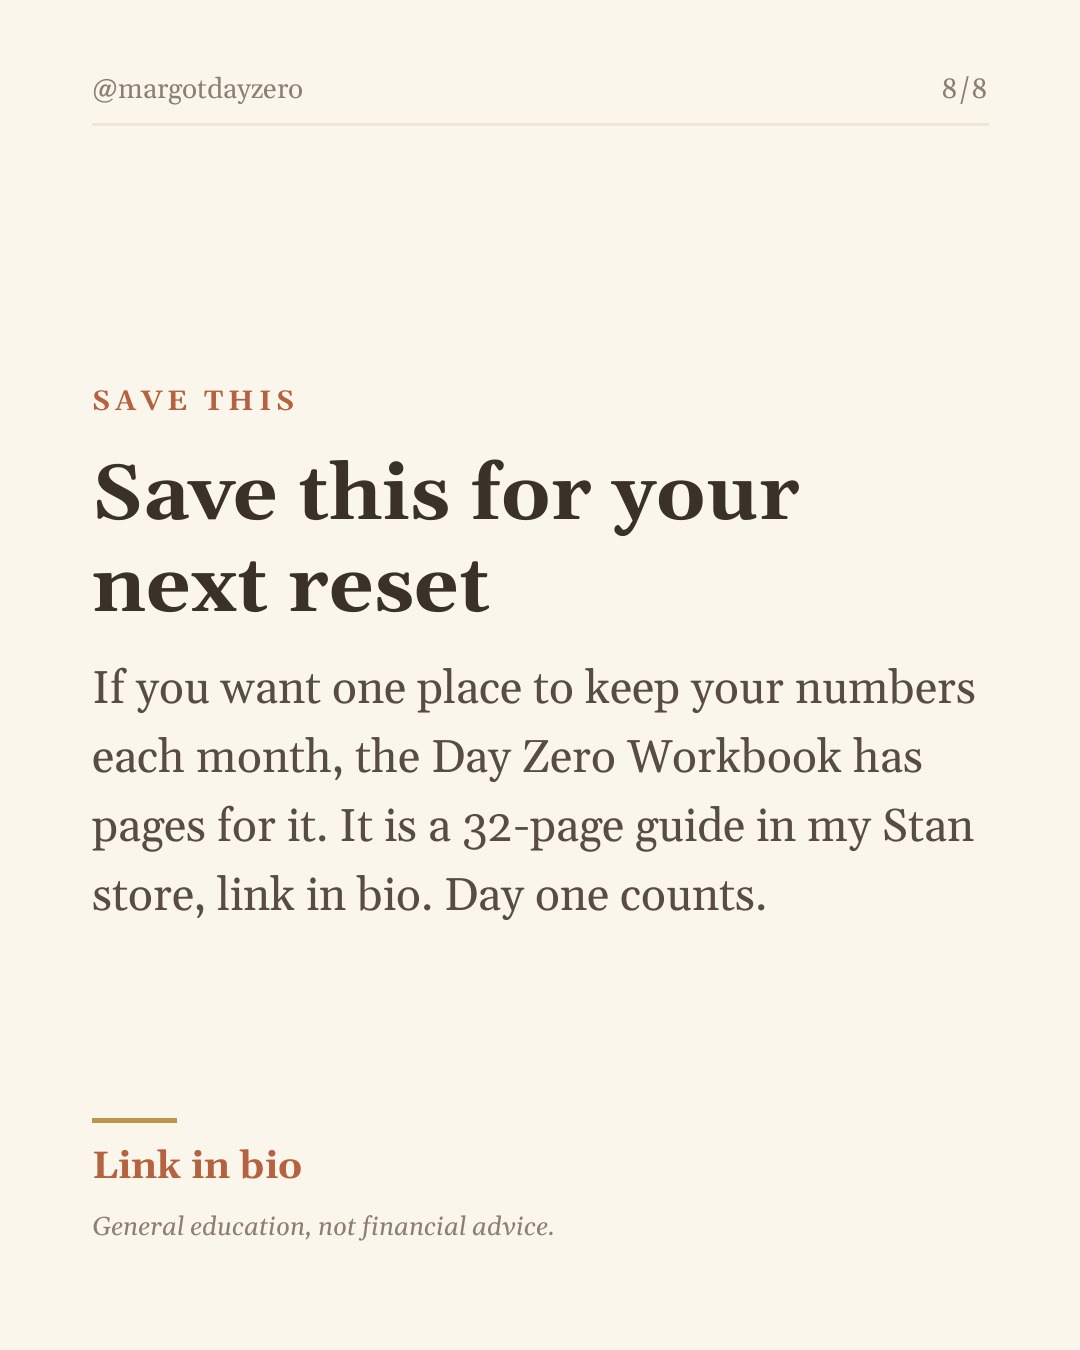 @margotdayzero
8/8
SAVE THIS
Save this for your
next reset
If you want one place to keep your numbers
each month, the Day Zero Workbook has
pages for it. It is a 32-page guide in my Stan
store, link in bio. Day one counts.
Link in bio
General education, not financial advice.